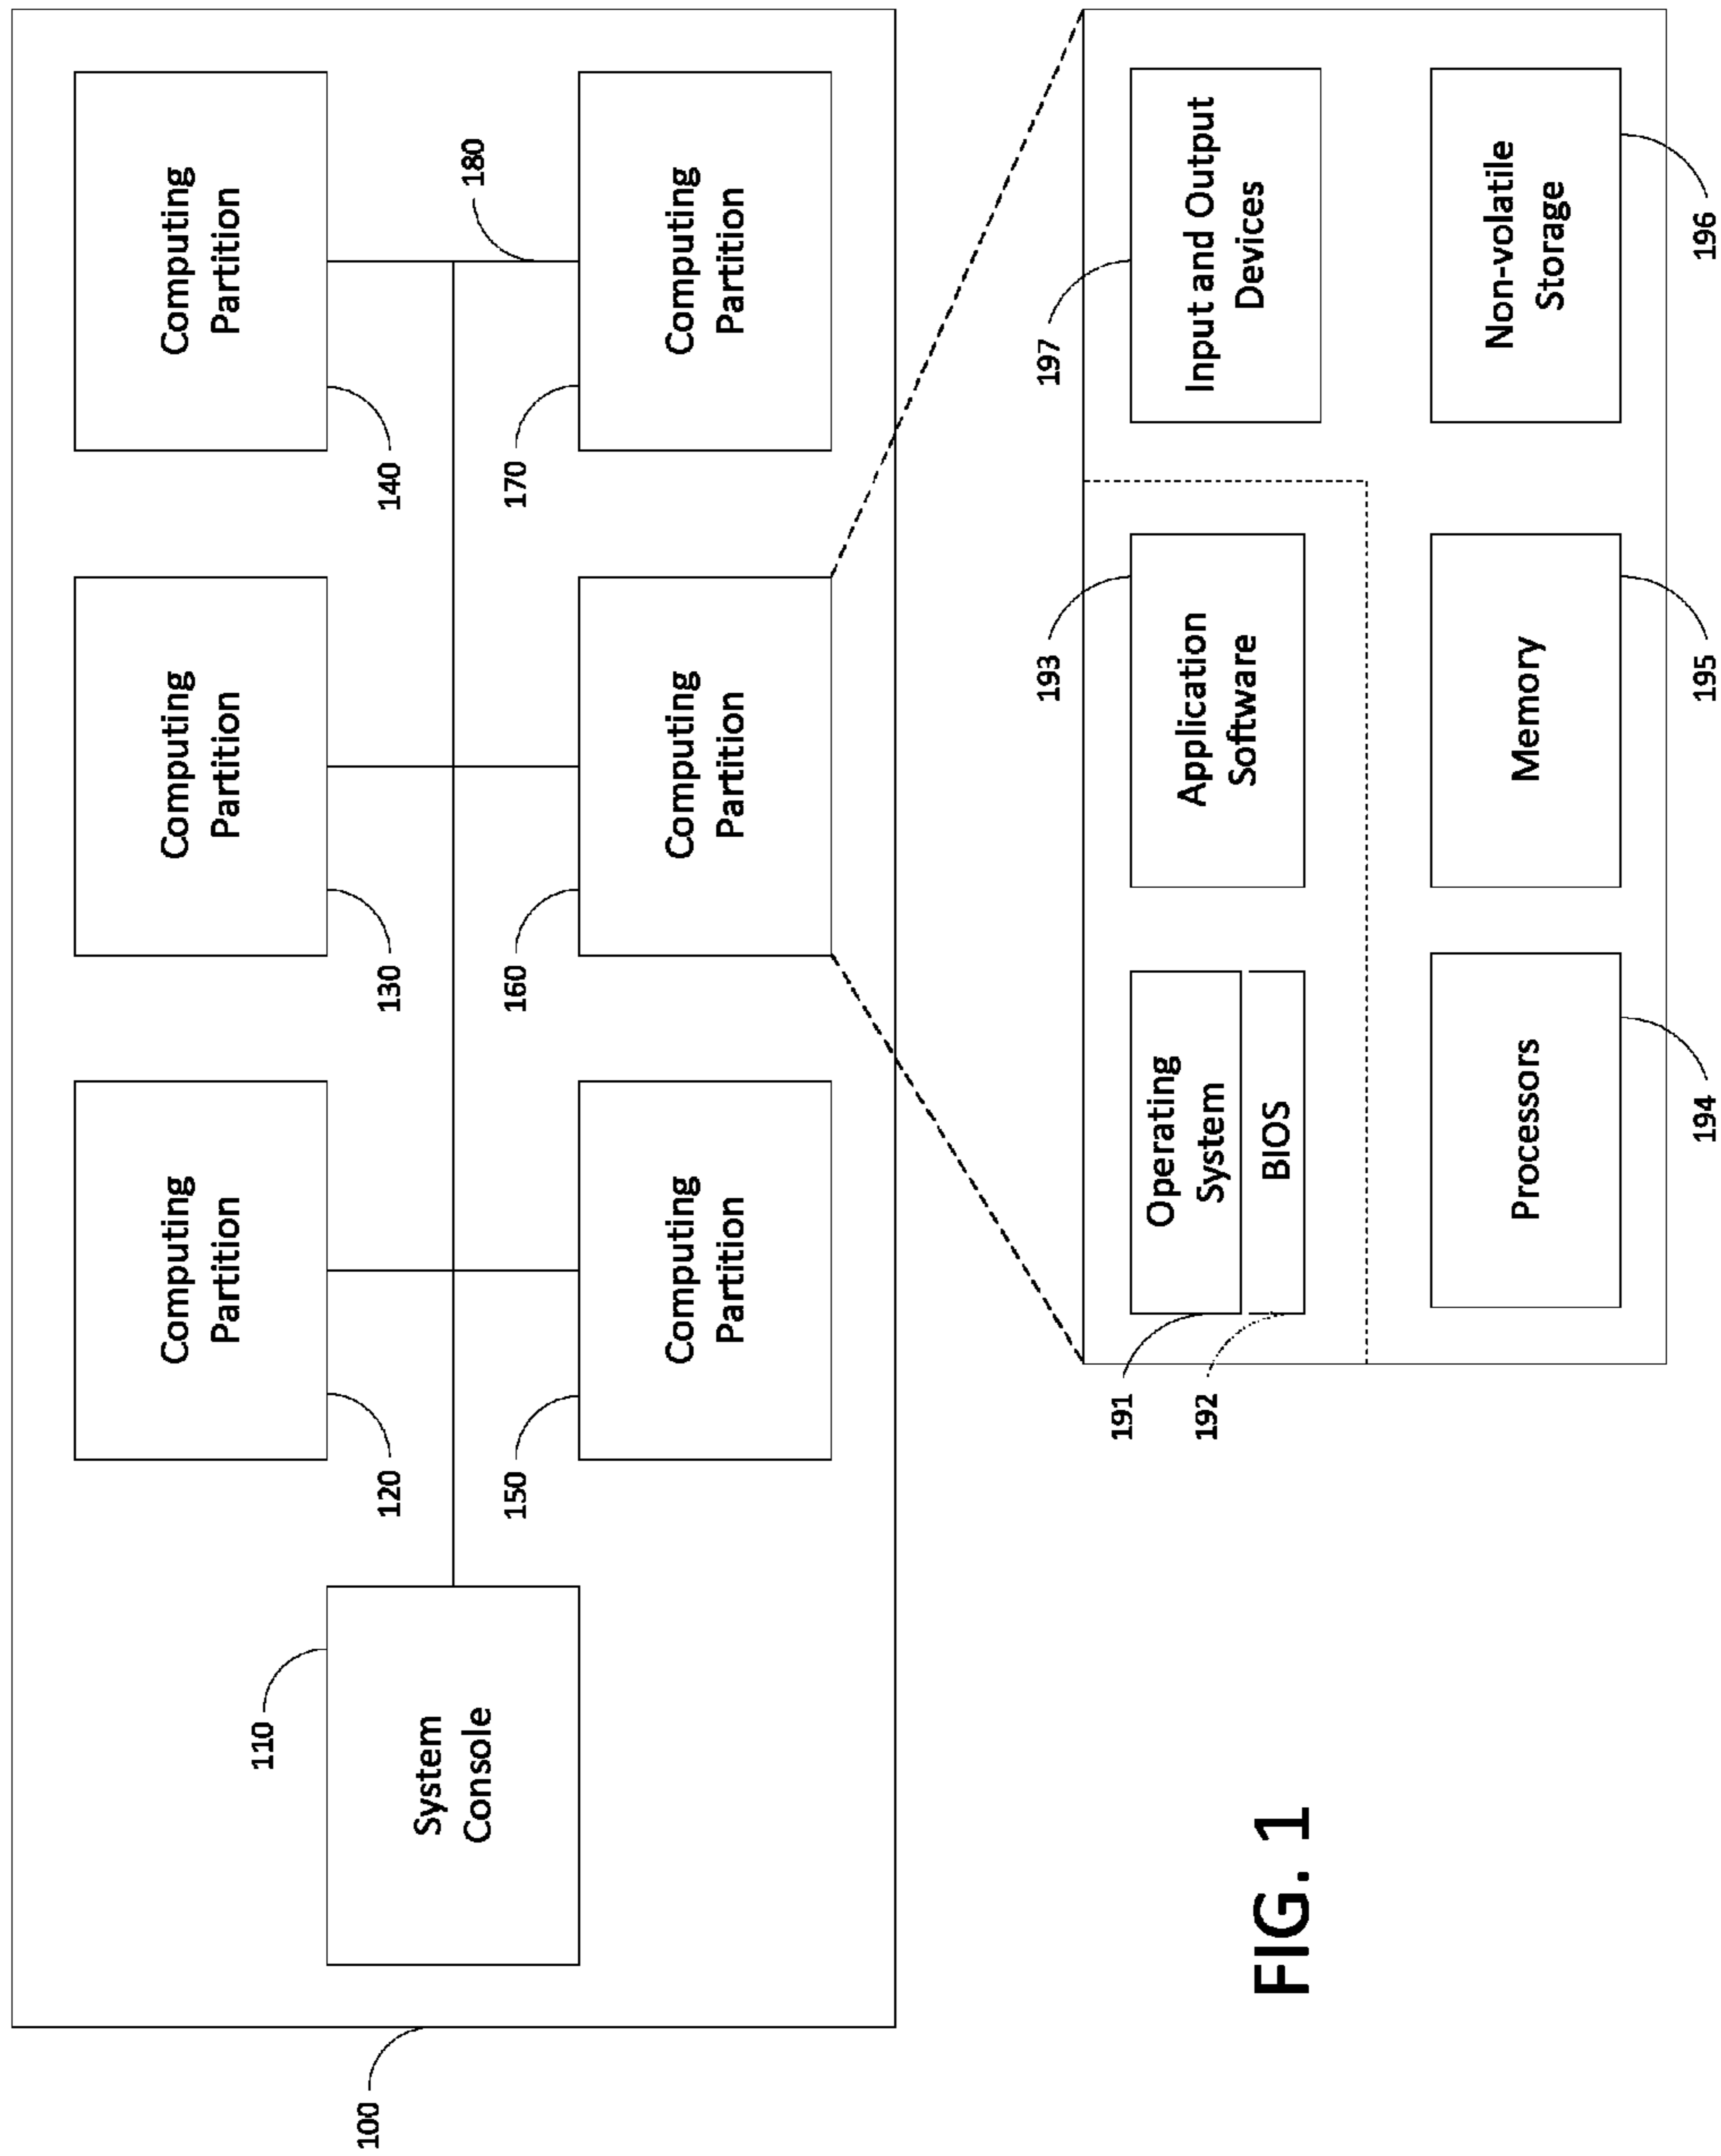 100
110
System
Console
120
Computing
Partition
130
Computing
Partition
140
Computing
Partition
150
Computing
Partition
160
Computing
Partition
170
Computing
Partition
180
191
Operating
System
192
BIOS
193
Application
Software
197
Input and Output
Devices
Processors
194
Memory
195
Non-volatile
Storage
196
FIG. 1